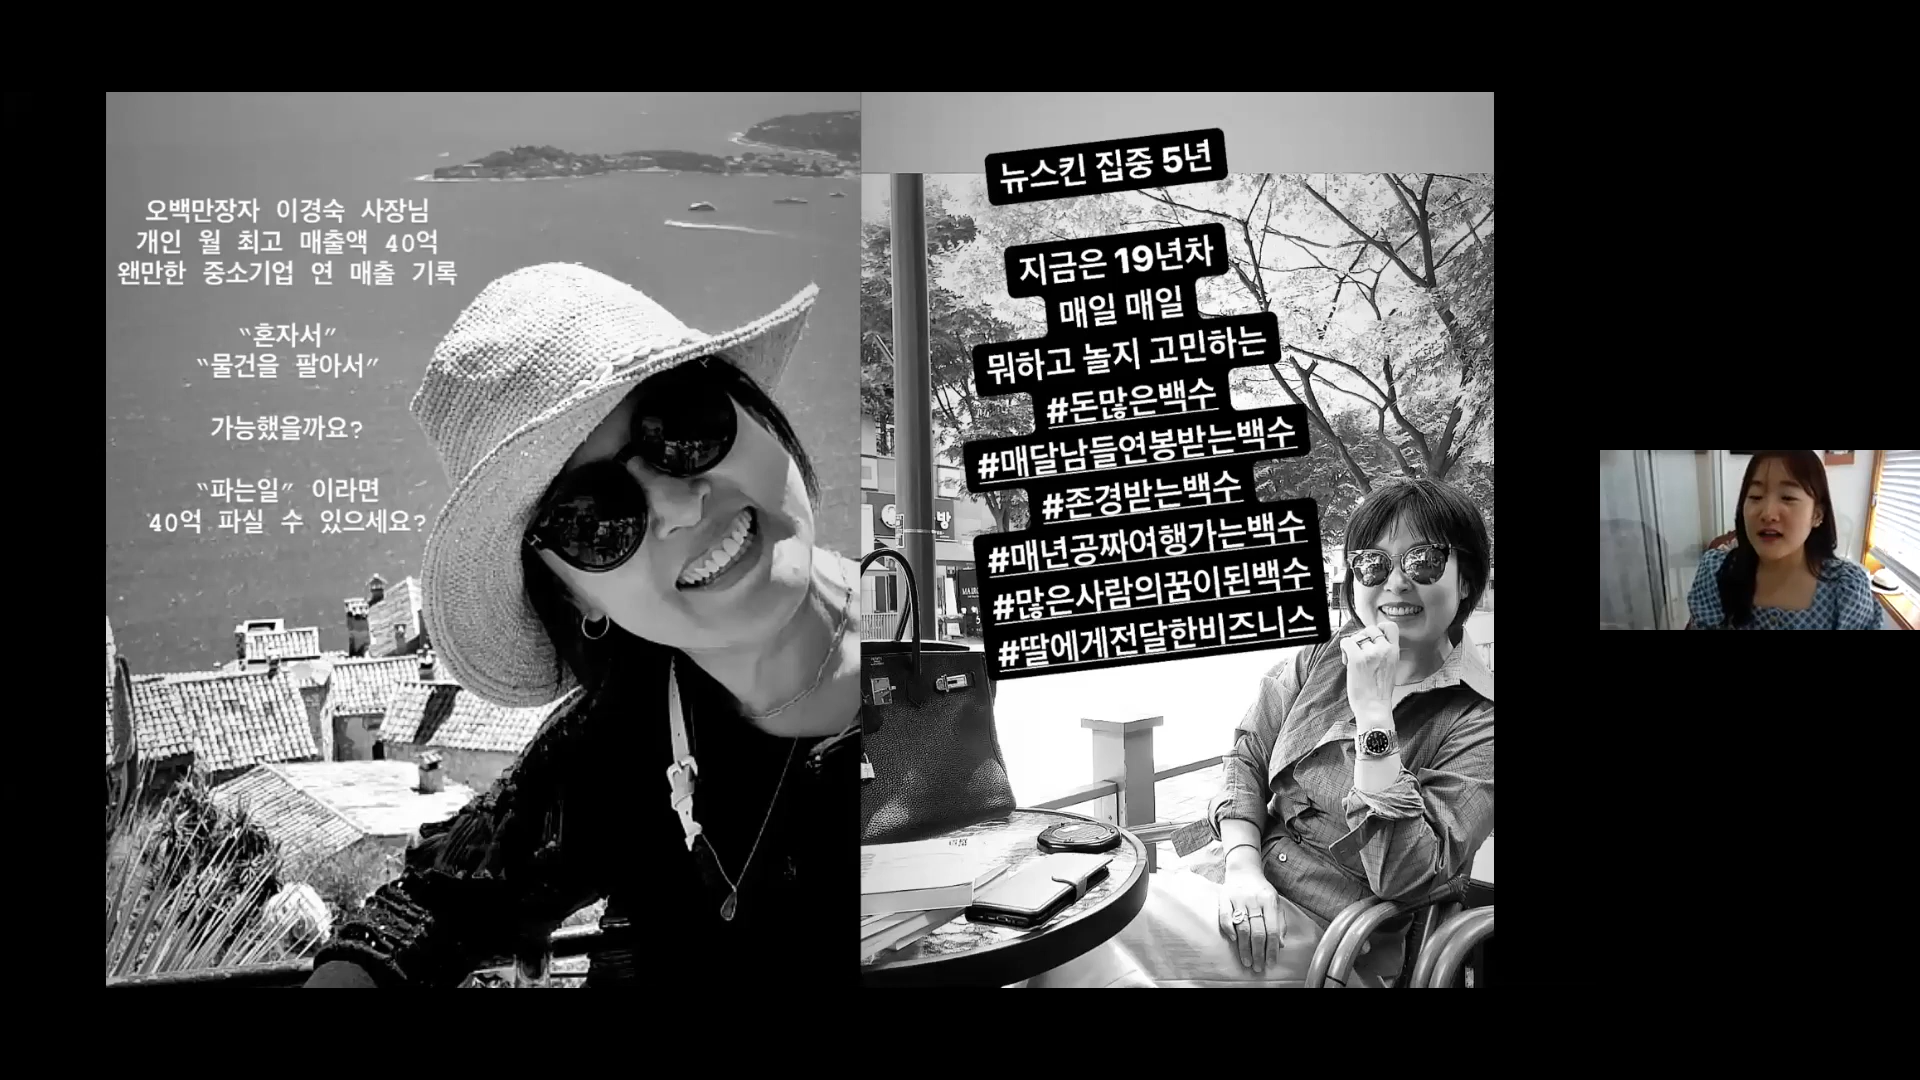 오백만장자 이경숙 사장님
개인 월 최고 매출액 40억
왠만한 중소기업 연 매출 기록
“혼자서”
“물건을 팔아서”
가능했을까요?
“파는일” 이라면
40억 파실 수 있으세요?
뉴스킨 집중 5년
지금은 19년차
매일 매일
뭐하고 놀지 고민하는
#돈많은백수
#매달남들연봉받는백수
#존경받는백수
#매년공짜여행가는백수
#많은사람의꿈이된백수
#딸에게전달한비즈니스
방